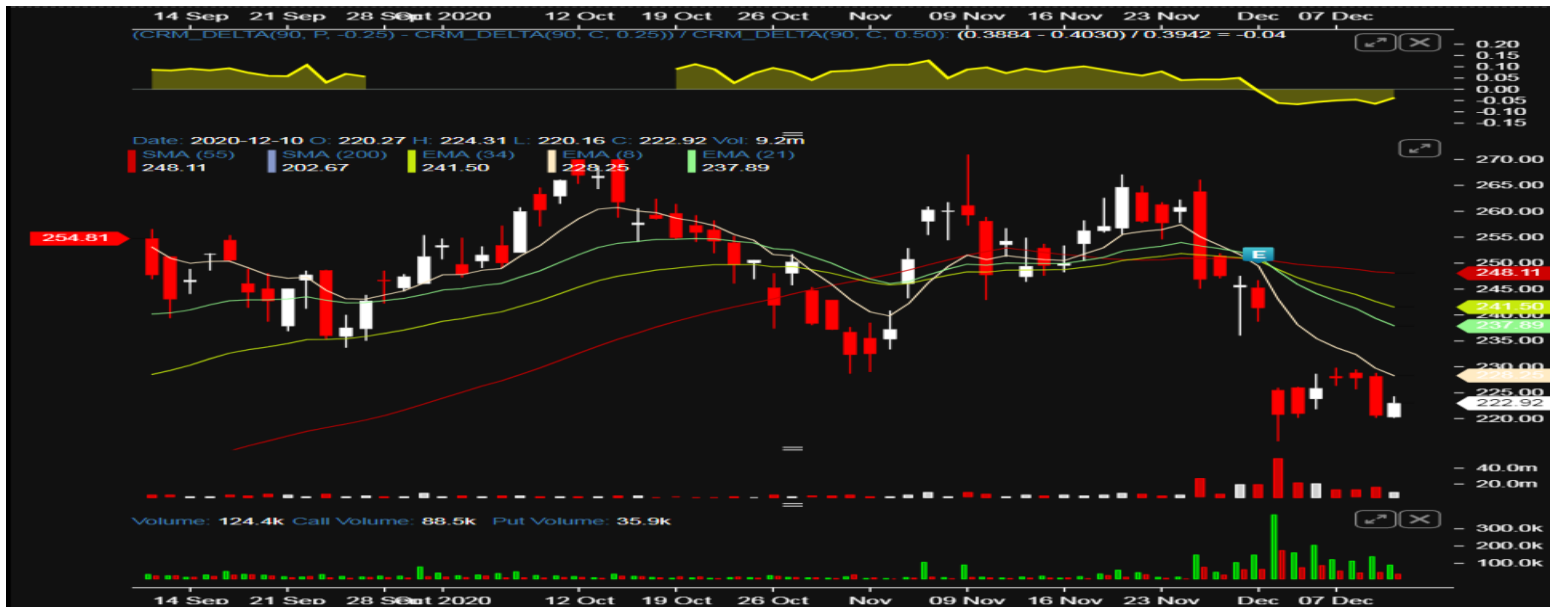 14 Sep 21 Sep 28 Sep Oct 2020 12 Oct 19 Oct 26 Oct Nov 09 Nov 16 Nov 23 Nov Dec 07 Dec
(CRM_DELTA(90, P, -0.25) - CRM_DELTA(90, C, 0.25)) / CRM_DELTA(90, C, 0.50): (0.3884 - 0.4030) / 0.3942 = -0.04
0.20
0.15
0.10
0.05
0.00
-0.05
-0.10
-0.15
Date: 2020-12-10 O: 220.27 H: 224.31 L: 220.16 C: 222.92 Vol: 9.2m
SMA (55) SMA (200) EMA (34) EMA (8) EMA (21)
248.11 202.67 241.50 228.25 237.89
270.00
265.00
260.00
254.81
255.00
E
250.00
248.11
245.00
241.50
240.00
237.89
235.00
230.00
228.25
225.00
222.92
220.00
40.0m
20.0m
Volume: 124.4k Call Volume: 88.5k Put Volume: 35.9k
300.0k
200.0k
100.0k
14 Sep 21 Sep 28 Sep Oct 2020 12 Oct 19 Oct 26 Oct Nov 09 Nov 16 Nov 23 Nov Dec 07 Dec